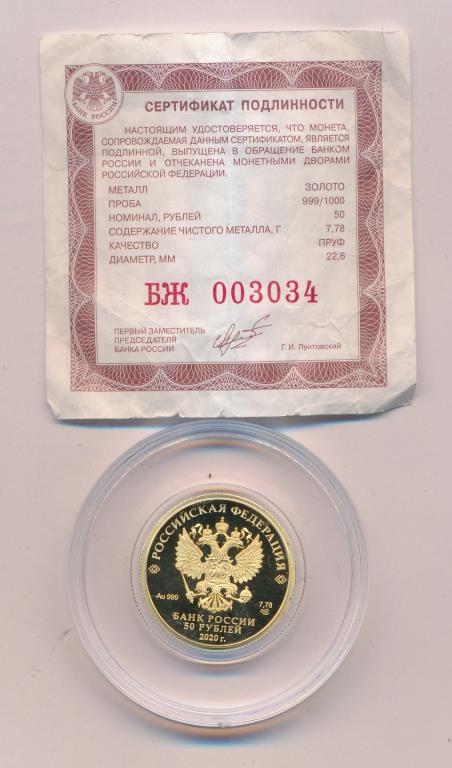 БАНК РОССИИ
СЕРТИФИКАТ ПОДЛИННОСТИ
НАСТОЯЩИМ УДОСТОВЕРЯЕТСЯ, ЧТО МОНЕТА,
СОПРОВОЖДАЕМАЯ ДАННЫМ СЕРТИФИКАТОМ, ЯВЛЯЕТСЯ
ПОДЛИННОЙ, ВЫПУЩЕНА В ОБРАЩЕНИЕ БАНКОМ
РОССИИ И ОТЧЕКАНЕНА МОНЕТНЫМИ ДВОРАМИ
РОССИЙСКОЙ ФЕДЕРАЦИИ.
МЕТАЛЛ ЗОЛОТО
ПРОБА 999/1000
НОМИНАЛ, РУБЛЕЙ 50
СОДЕРЖАНИЕ ЧИСТОГО МЕТАЛЛА, Г 7,78
КАЧЕСТВО ПРУФ
ДИАМЕТР, ММ 22,6
БЖ 003034
ПЕРВЫЙ ЗАМЕСТИТЕЛЬ
ПРЕДСЕДАТЕЛЯ
БАНКА РОССИИ Г. И. Лунтовский
РОССИЙСКАЯ ФЕДЕРАЦИЯ
Au 999 7,78
БАНК РОССИИ
50 РУБЛЕЙ
2020 г.